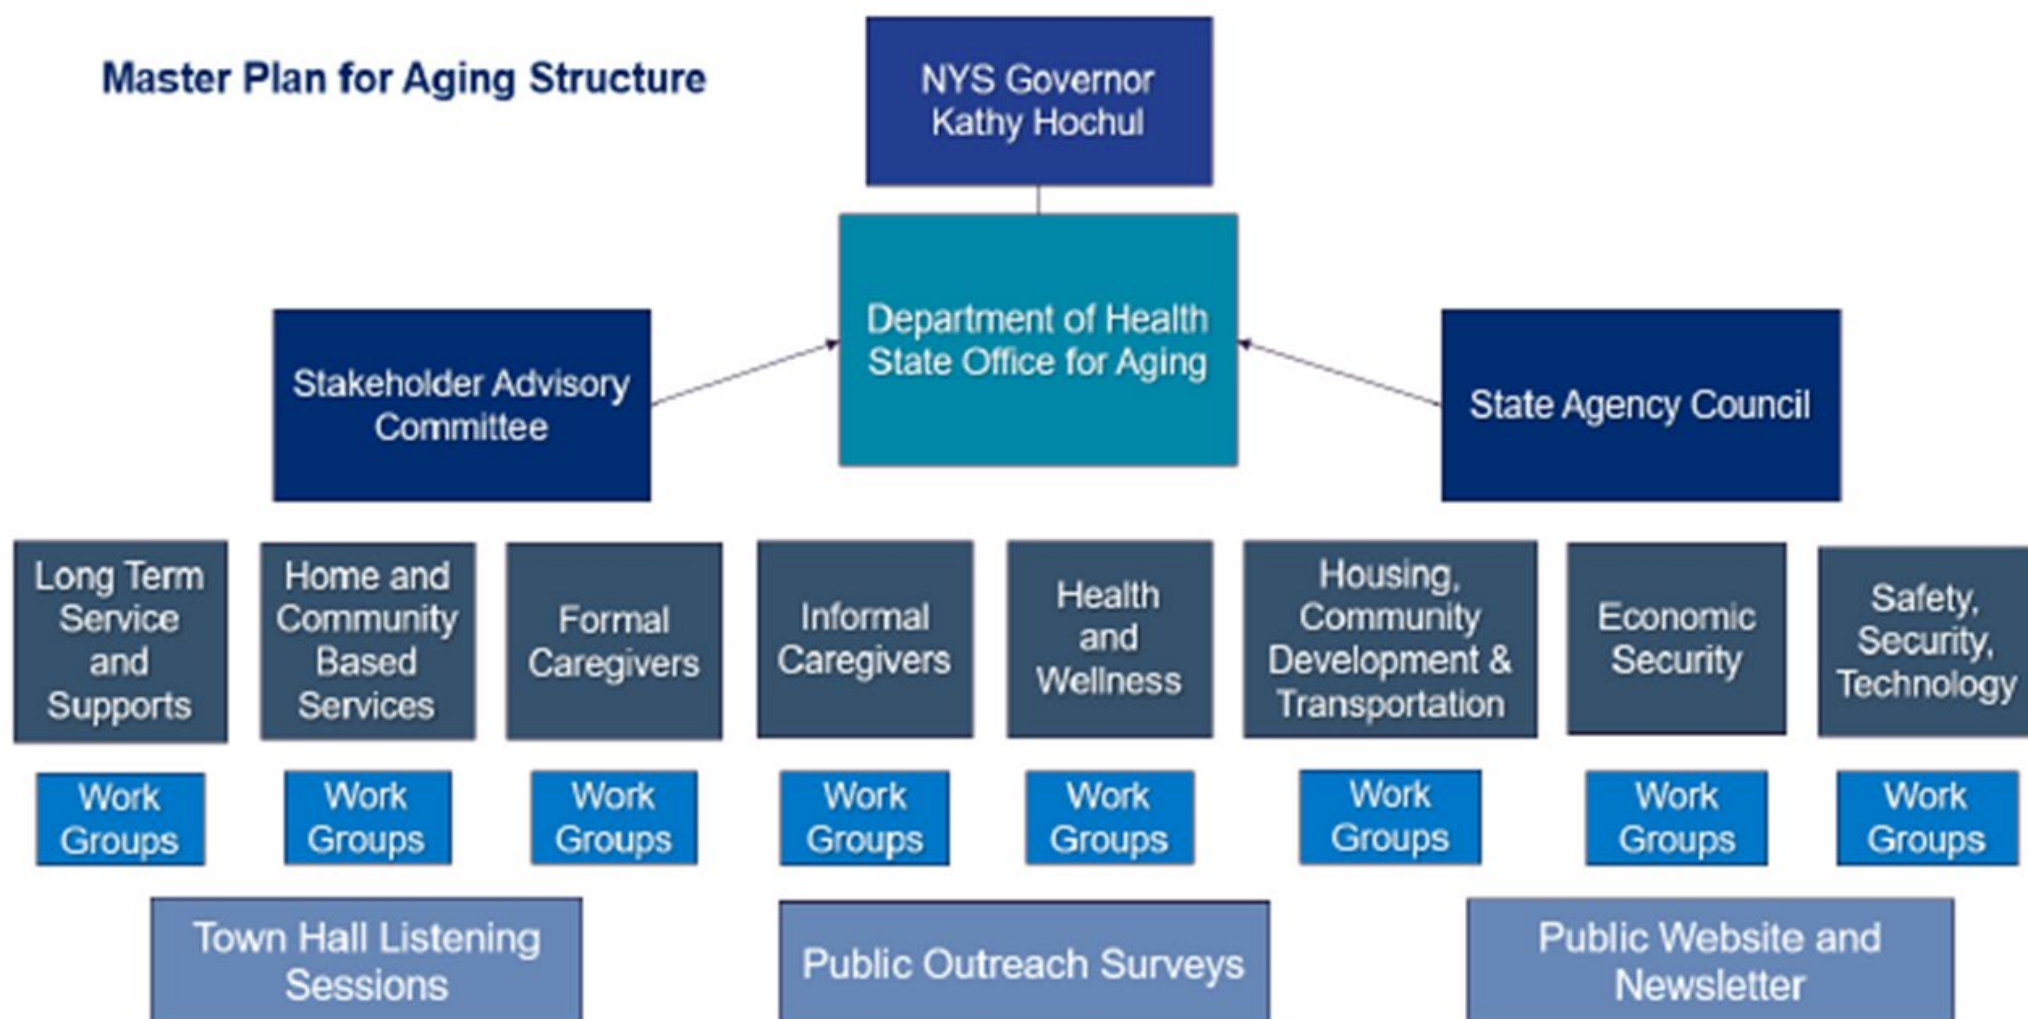 Master Plan for Aging Structure
NYS Governor
Kathy Hochul
Department of Health
State Office for Aging
Stakeholder Advisory
Committee
State Agency Council
Long Term
Service
and
Supports
Home and
Community
Based
Services
Formal
Caregivers
Informal
Caregivers
Health
and
Wellness
Housing,
Community
Development &
Transportation
Economic
Security
Safety,
Security,
Technology
Work
Groups
Work
Groups
Work
Groups
Work
Groups
Work
Groups
Work
Groups
Work
Groups
Work
Groups
Town Hall Listening
Sessions
Public Outreach Surveys
Public Website and
Newsletter